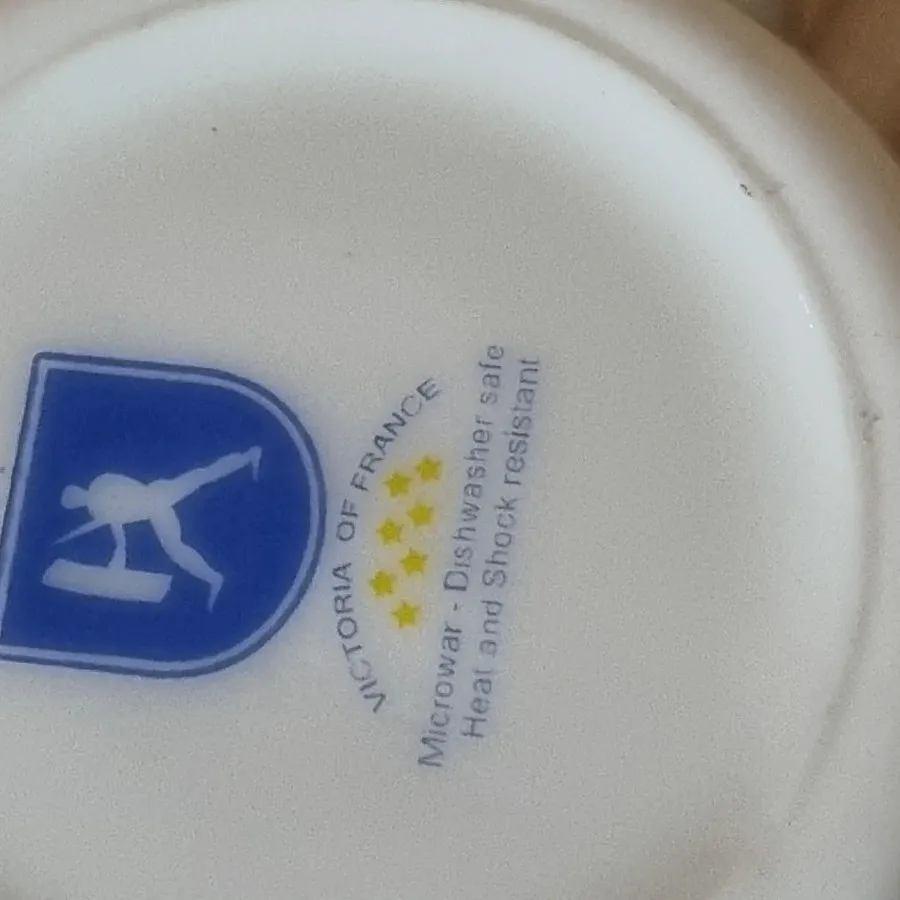 VICTORIA OF FRANCE
Microwar - Dishwasher safe
Heat and Shock resistant